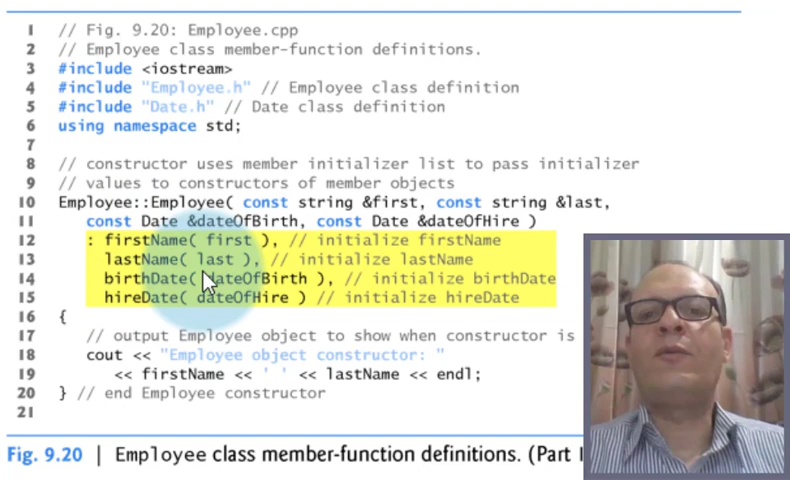 1 // Fig. 9.20: Employee.cpp
2 // Employee class member-function definitions.
3 #include <iostream>
4 #include "Employee.h" // Employee class definition
5 #include "Date.h" // Date class definition
6 using namespace std;
7
8 // constructor uses member initializer list to pass initializer
9 // values to constructors of member objects
10 Employee::Employee( const string &first, const string &last,
11 const Date &dateOfBirth, const Date &dateOfHire )
12 : firstName( first ), // initialize firstName
13 lastName( last ), // initialize lastName
14 birthDate( dateOfBirth ), // initialize birthDate
15 hireDate( dateOfHire ) // initialize hireDate
16 {
17 // output Employee object to show when constructor is
18 cout << "Employee object constructor: "
19 << firstName << ' ' << lastName << endl;
20 } // end Employee constructor
21
Fig. 9.20 | Employee class member-function definitions. (Part